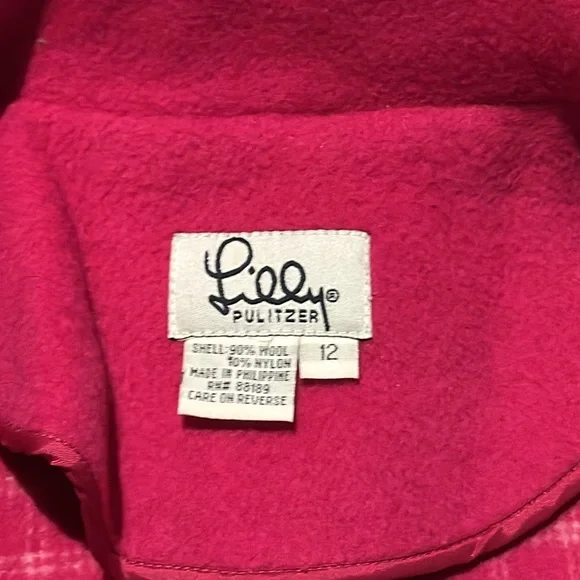 Lilly®
PULITZER
12
SHELL: 90% WOOL
10% NYLON
MADE IN PHILIPPINE
RN# 88189
CARE ON REVERSE